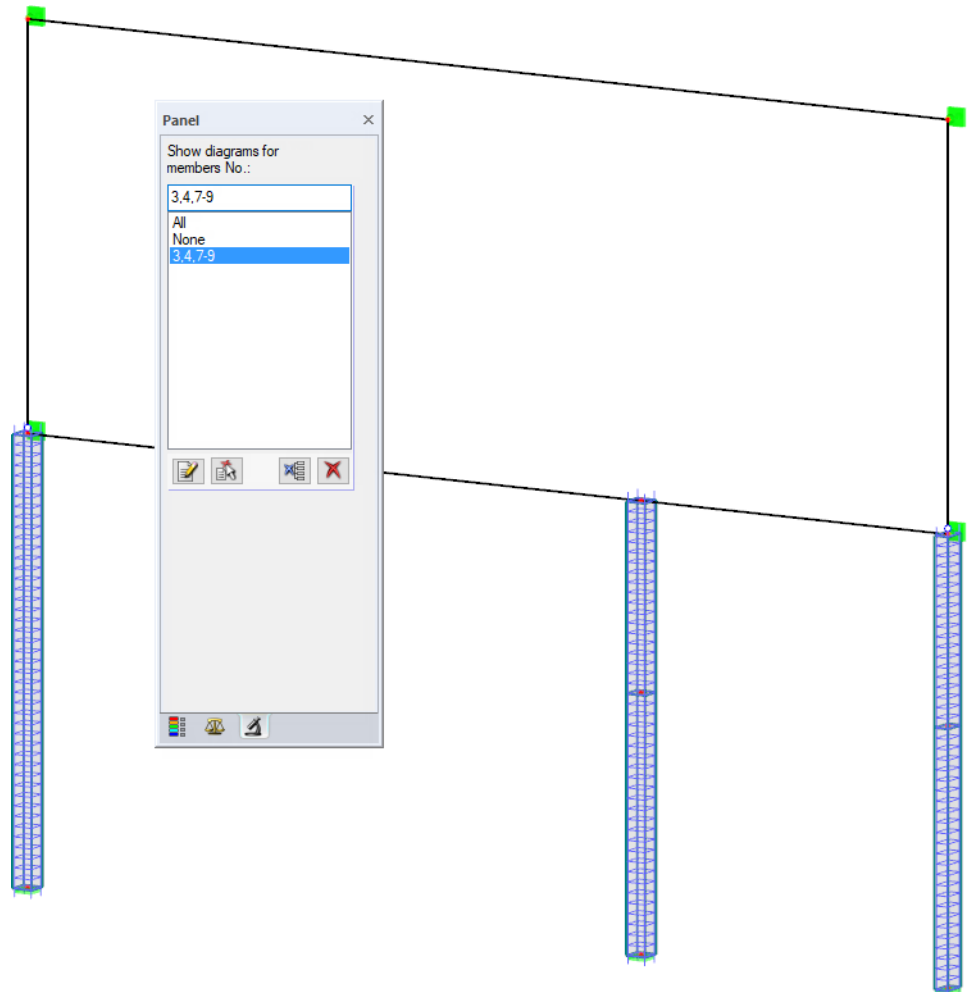 Panel
Show diagrams for
members No.:
3,4,7-9
All
None
3,4,7-9